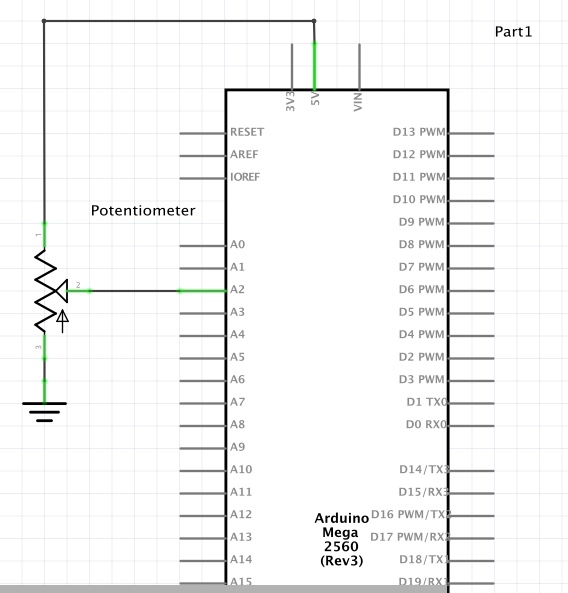 Part1
3V3
5V
VIN
RESET
AREF
IOREF
Potentiometer
1
2
3
A0
A1
A2
A3
A4
A5
A6
A7
A8
A9
A10
A11
A12
A13
A14
A15
D13 PWM
D12 PWM
D11 PWM
D10 PWM
D9 PWM
D8 PWM
D7 PWM
D6 PWM
D5 PWM
D4 PWM
D2 PWM
D3 PWM
D1 TX0
D0 RX0
D14/TX3
D15/RX3
D16 PWM/TX2
D17 PWM/RX2
D18/TX1
D19/RX1
Arduino
Mega
2560
(Rev3)